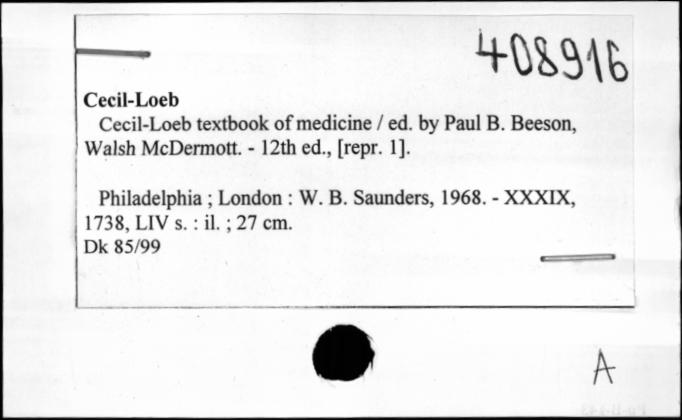 408916
Cecil-Loeb
Cecil-Loeb textbook of medicine / ed. by Paul B. Beeson,
Walsh McDermott. - 12th ed., [repr. 1].
Philadelphia ; London : W. B. Saunders, 1968. - XXXIX,
1738, LIV s. : il. ; 27 cm.
Dk 85/99
A